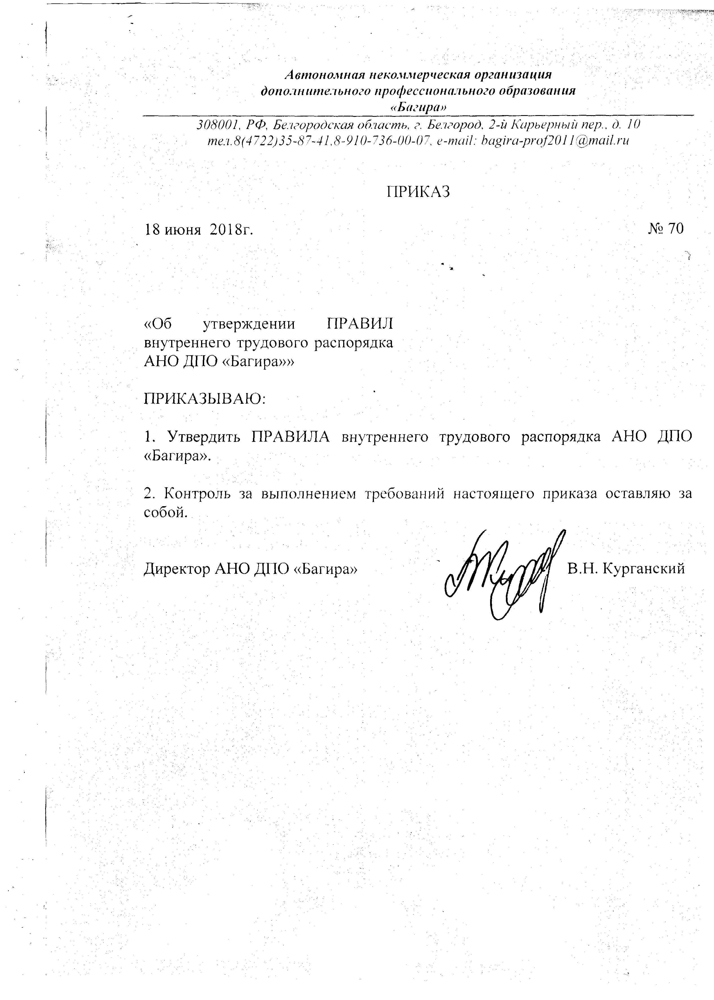 Автономная некоммерческая организация
дополнительного профессионального образования
«Багира»
308001, РФ, Белгородская область, г. Белгород, 2-й Карьерный пер., д. 10
тел.8(4722)35-87-41,8-910-736-00-07, e-mail: bagira-prof2011@mail.ru
ПРИКАЗ
18 июня 2018г. № 70
«Об утверждении ПРАВИЛ
внутреннего трудового распорядка
АНО ДПО «Багира»»
ПРИКАЗЫВАЮ:
1. Утвердить ПРАВИЛА внутреннего трудового распорядка АНО ДПО
«Багира».
2. Контроль за выполнением требований настоящего приказа оставляю за
собой.
Директор АНО ДПО «Багира» В.Н. Курганский